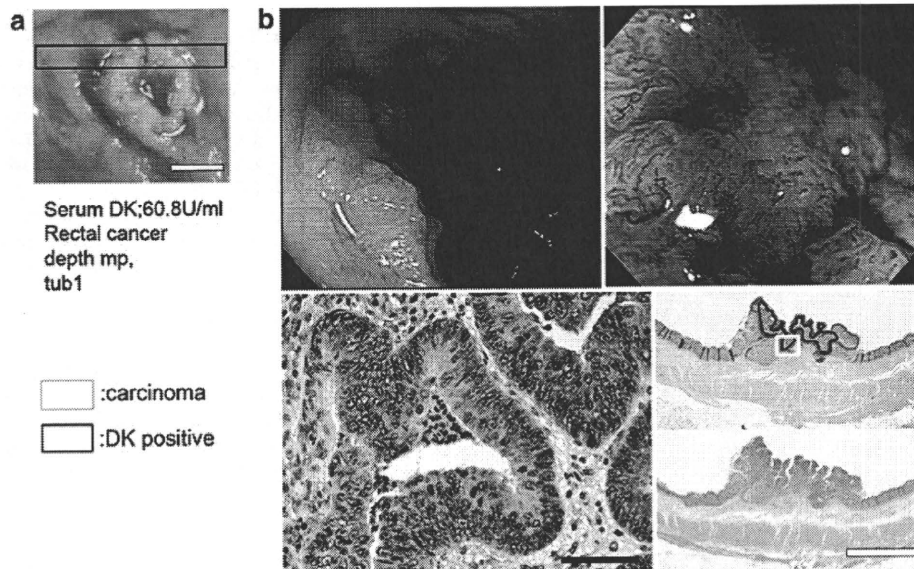 a
b
Serum DK;60.8U/ml
Rectal cancer
depth mp,
tub1
:carcinoma
:DK positive